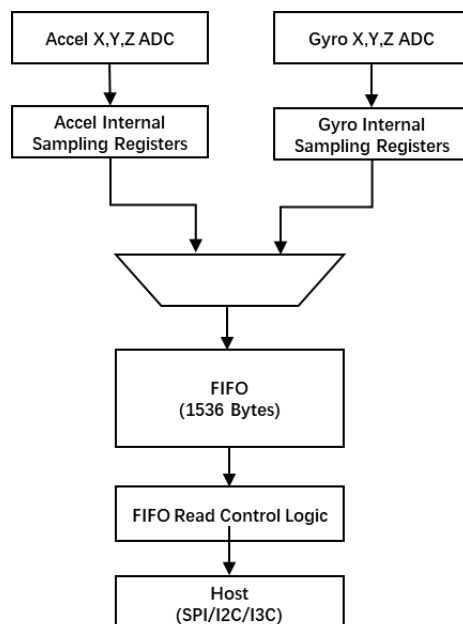 Accel X,Y,Z ADC
Gyro X,Y,Z ADC
Accel Internal
Sampling Registers
Gyro Internal
Sampling Registers
FIFO
(1536 Bytes)
FIFO Read Control Logic
Host
(SPI/I2C/I3C)